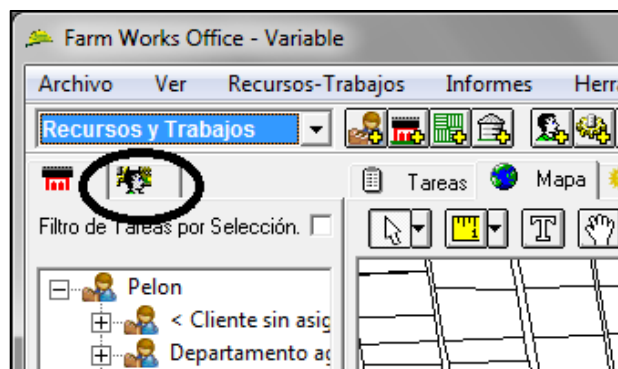 Farm Works Office - Variable
Archivo Ver Recursos-Trabajos Informes Herr
Recursos y Trabajos
Tareas Mapa
Filtro de Tareas por Selección.
T
Pelon
< Cliente sin asig
Departamento ag